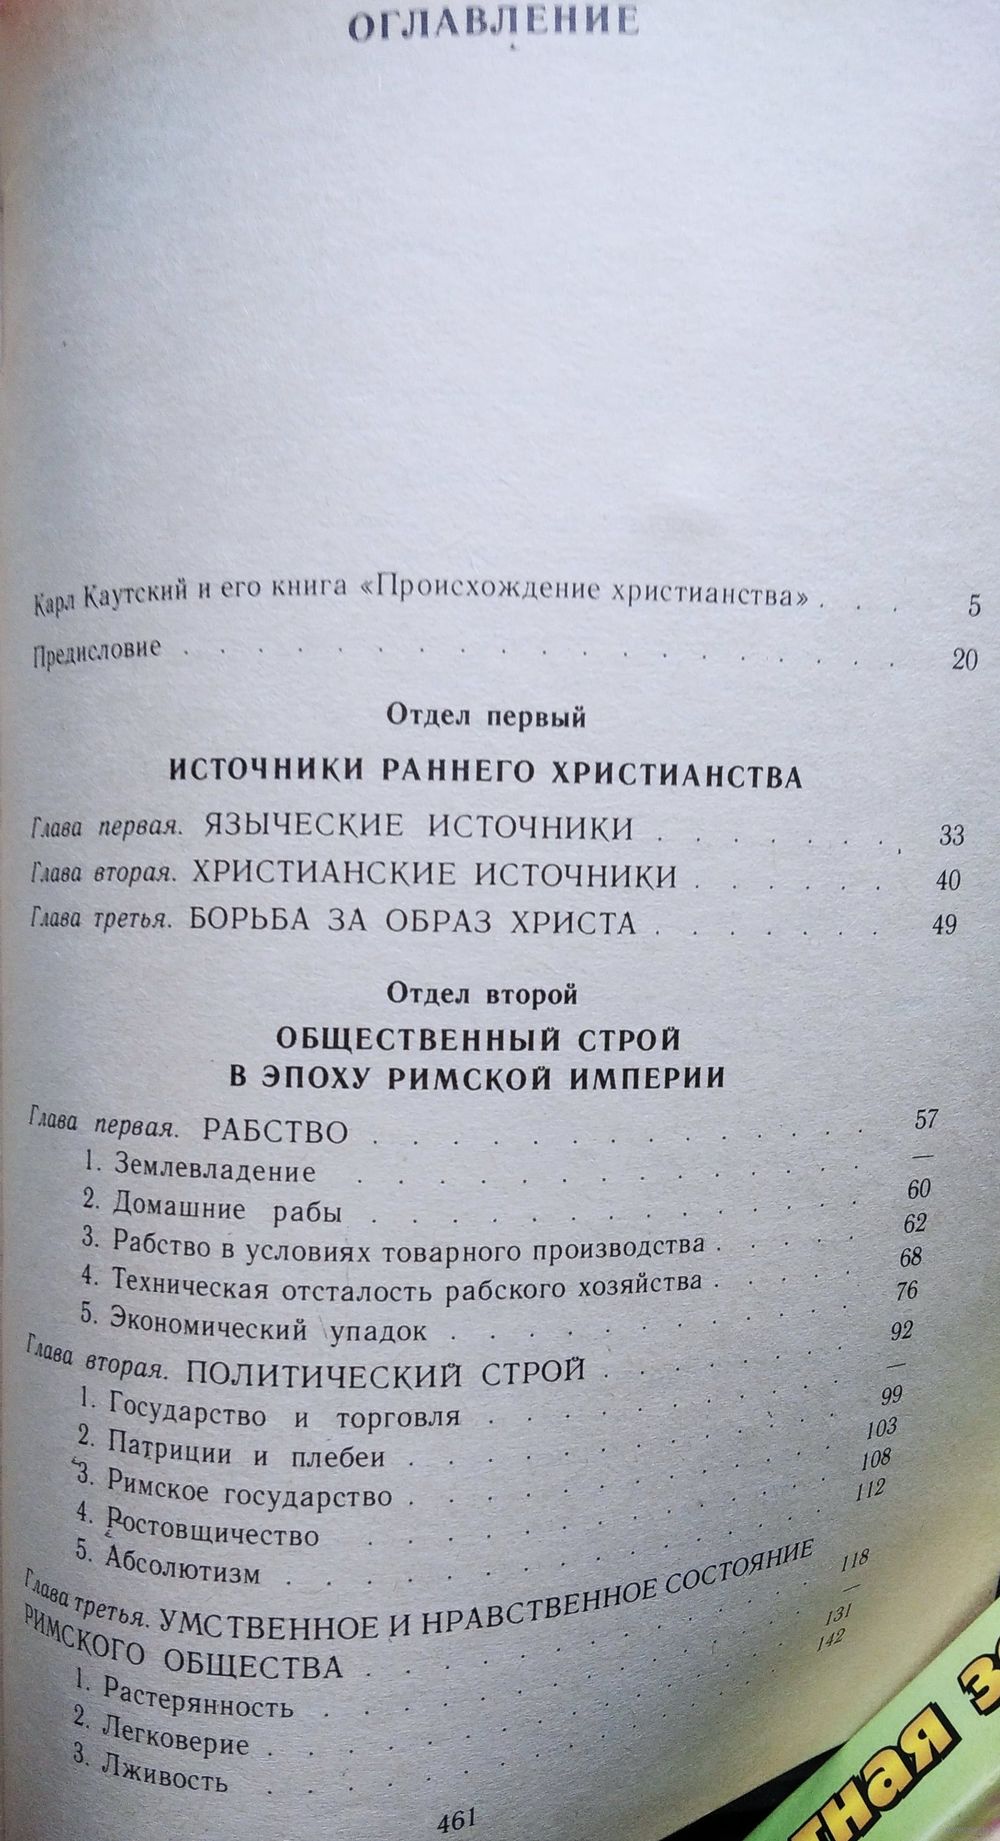 ОГЛАВЛЕНИЕ
Карл Каутский и его книга «Происхождение христианства» . . . 5
Предисловие . . . . . . . . . . . . . . . . . . 20
Отдел первый
ИСТОЧНИКИ РАННЕГО ХРИСТИАНСТВА
Глава первая. ЯЗЫЧЕСКИЕ ИСТОЧНИКИ . . . . . . . 33
Глава вторая. ХРИСТИАНСКИЕ ИСТОЧНИКИ . . . . . . 40
Глава третья. БОРЬБА ЗА ОБРАЗ ХРИСТА . . . . . . . 49
Отдел второй
ОБЩЕСТВЕННЫЙ СТРОЙ
В ЭПОХУ РИМСКОЙ ИМПЕРИИ
Глава первая. РАБСТВО . . . . . . . . . . . . . 57
1. Землевладение . . . . . . . . . . . . . —
2. Домашние рабы . . . . . . . . . . . . . 60
3. Рабство в условиях товарного производства . . . . . 62
4. Техническая отсталость рабского хозяйства . . . . . 68
5. Экономический упадок . . . . . . . . . . . 76
Глава вторая. ПОЛИТИЧЕСКИЙ СТРОЙ . . . . . . . . 92
1. Государство и торговля . . . . . . . . . . —
2. Патриции и плебеи . . . . . . . . . . . . 99
3. Римское государство . . . . . . . . . . . 103
4. Ростовщичество . . . . . . . . . . . . 108
5. Абсолютизм . . . . . . . . . . . . . . 112
Глава третья. УМСТВЕННОЕ И НРАВСТВЕННОЕ СОСТОЯНИЕ
РИМСКОГО ОБЩЕСТВА . . . . . . . . . . . . 118
1. Растерянность . . . . . . . . . . . . . —
2. Легковерие . . . . . . . . . . . . . . 131
3. Лживость . . . . . . . . . . . . . . 142
461